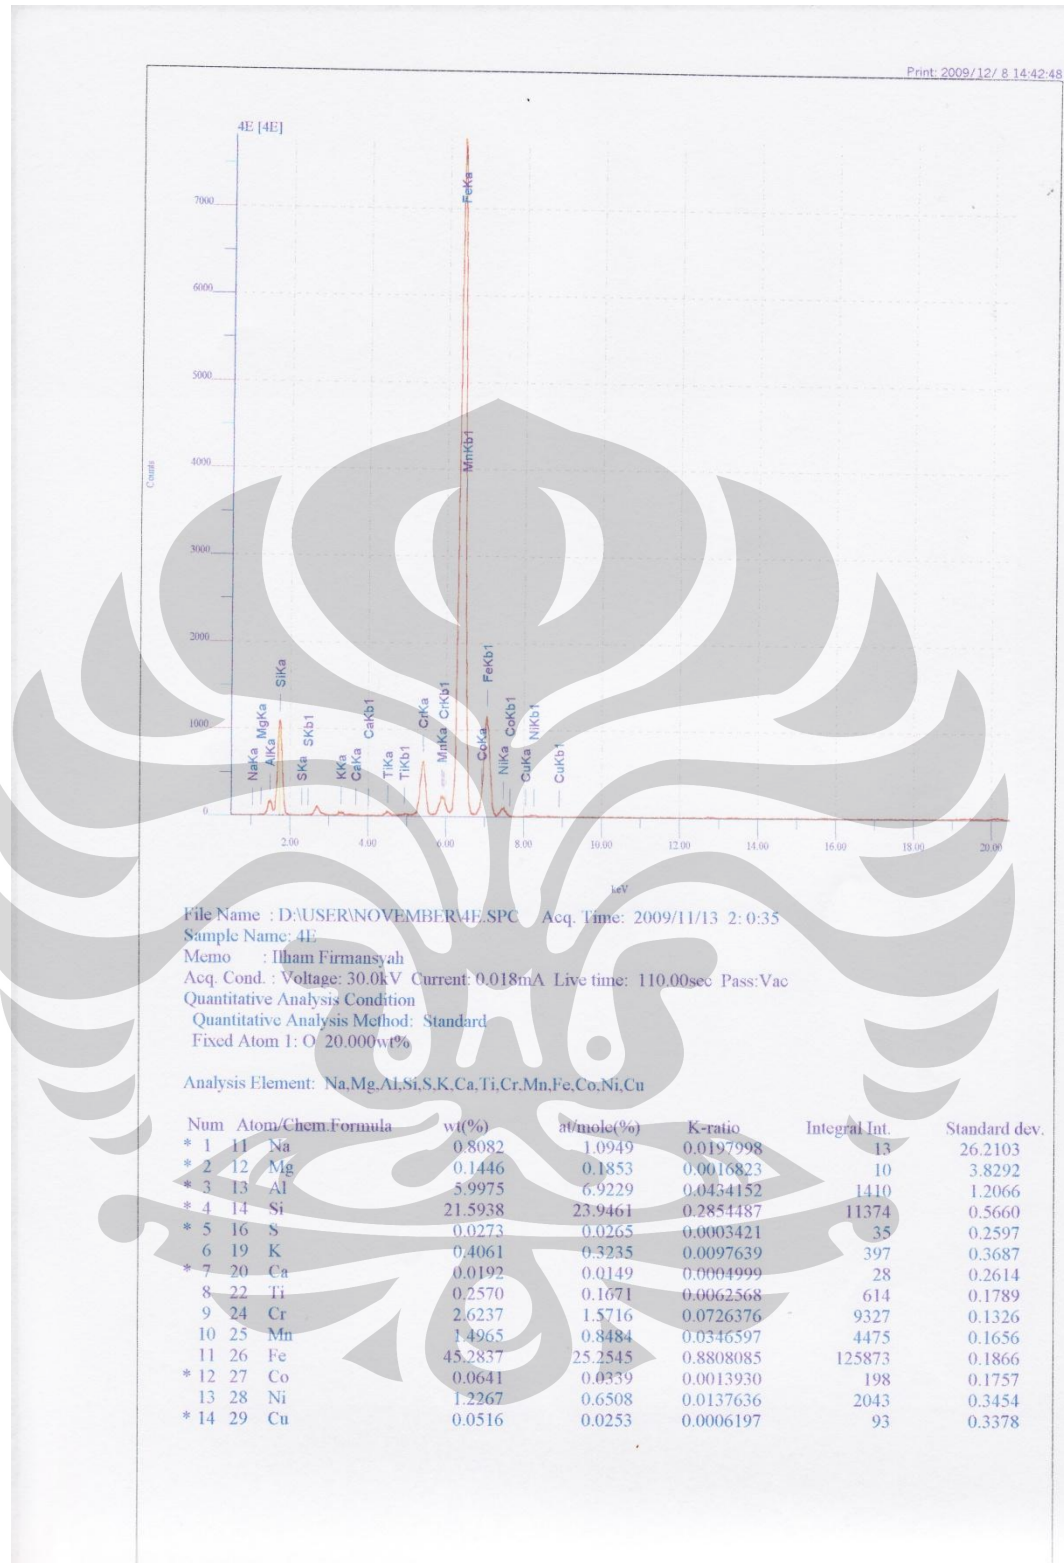 Print: 2009/12/ 8 14:42:48
4E [4E]
7000
6000
5000
4000
3000
2000
1000
0
Counts
NaKa
MgKa
AlKa
SiKa
SKa
SKb1
KKa
CaKa
CaKb1
TiKa
TiKb1
CrKa
MnKa
CrKb1
MnKb1
FeKa
CoKa
FeKb1
NiKa
CoKb1
CuKa
NiKb1
CuKb1
2.00 4.00 6.00 8.00 10.00 12.00 14.00 16.00 18.00 20.00
keV
File Name : D:\USER\NOVEMBER\4E.SPC Acq. Time: 2009/11/13 2: 0:35
Sample Name: 4E
Memo : Ilham Firmansyah
Acq. Cond. : Voltage: 30.0kV Current: 0.018mA Live time: 110.00sec Pass:Vac
Quantitative Analysis Condition
Quantitative Analysis Method: Standard
Fixed Atom 1: O 20.000wt%
Analysis Element: Na,Mg,Al,Si,S,K,Ca,Ti,Cr,Mn,Fe,Co,Ni,Cu
Num Atom/Chem.Formula wt(%) at/mole(%) K-ratio Integral Int. Standard dev.
* 1 11 Na 0.8082 1.0949 0.0197998 13 26.2103
* 2 12 Mg 0.1446 0.1853 0.0016823 10 3.8292
* 3 13 Al 5.9975 6.9229 0.0434152 1410 1.2066
* 4 14 Si 21.5938 23.9461 0.2854487 11374 0.5660
* 5 16 S 0.0273 0.0265 0.0003421 35 0.2597
6 19 K 0.4061 0.3235 0.0097639 397 0.3687
* 7 20 Ca 0.0192 0.0149 0.0004999 28 0.2614
8 22 Ti 0.2570 0.1671 0.0062568 614 0.1789
9 24 Cr 2.6237 1.5716 0.0726376 9327 0.1326
10 25 Mn 1.4965 0.8484 0.0346597 4475 0.1656
11 26 Fe 45.2837 25.2545 0.8808085 125873 0.1866
* 12 27 Co 0.0641 0.0339 0.0013930 198 0.1757
13 28 Ni 1.2267 0.6508 0.0137636 2043 0.3454
* 14 29 Cu 0.0516 0.0253 0.0006197 93 0.3378